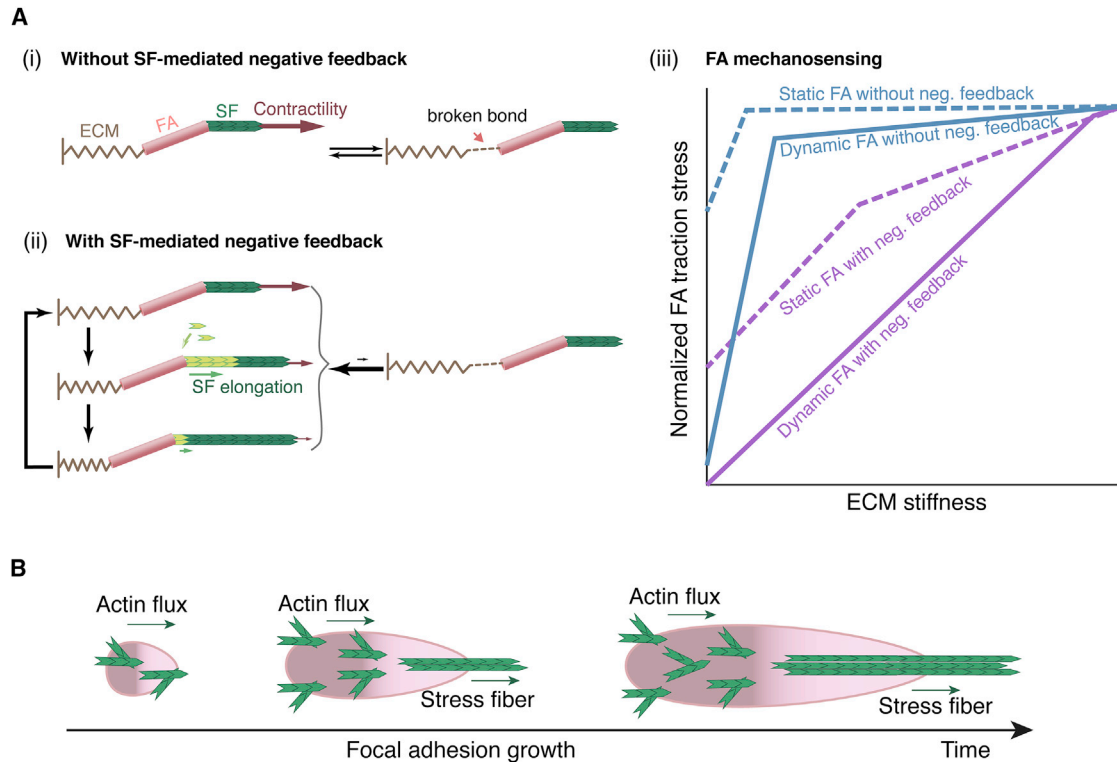 A
(i) Without SF-mediated negative feedback
ECM
FA
SF
Contractility
broken bond
(ii) With SF-mediated negative feedback
SF elongation
(iii) FA mechanosensing
Normalized FA traction stress
Static FA without neg. feedback
Dynamic FA without neg. feedback
Static FA with neg. feedback
Dynamic FA with neg. feedback
ECM stiffness
B
Actin flux
Actin flux
Stress fiber
Actin flux
Stress fiber
Focal adhesion growth
Time